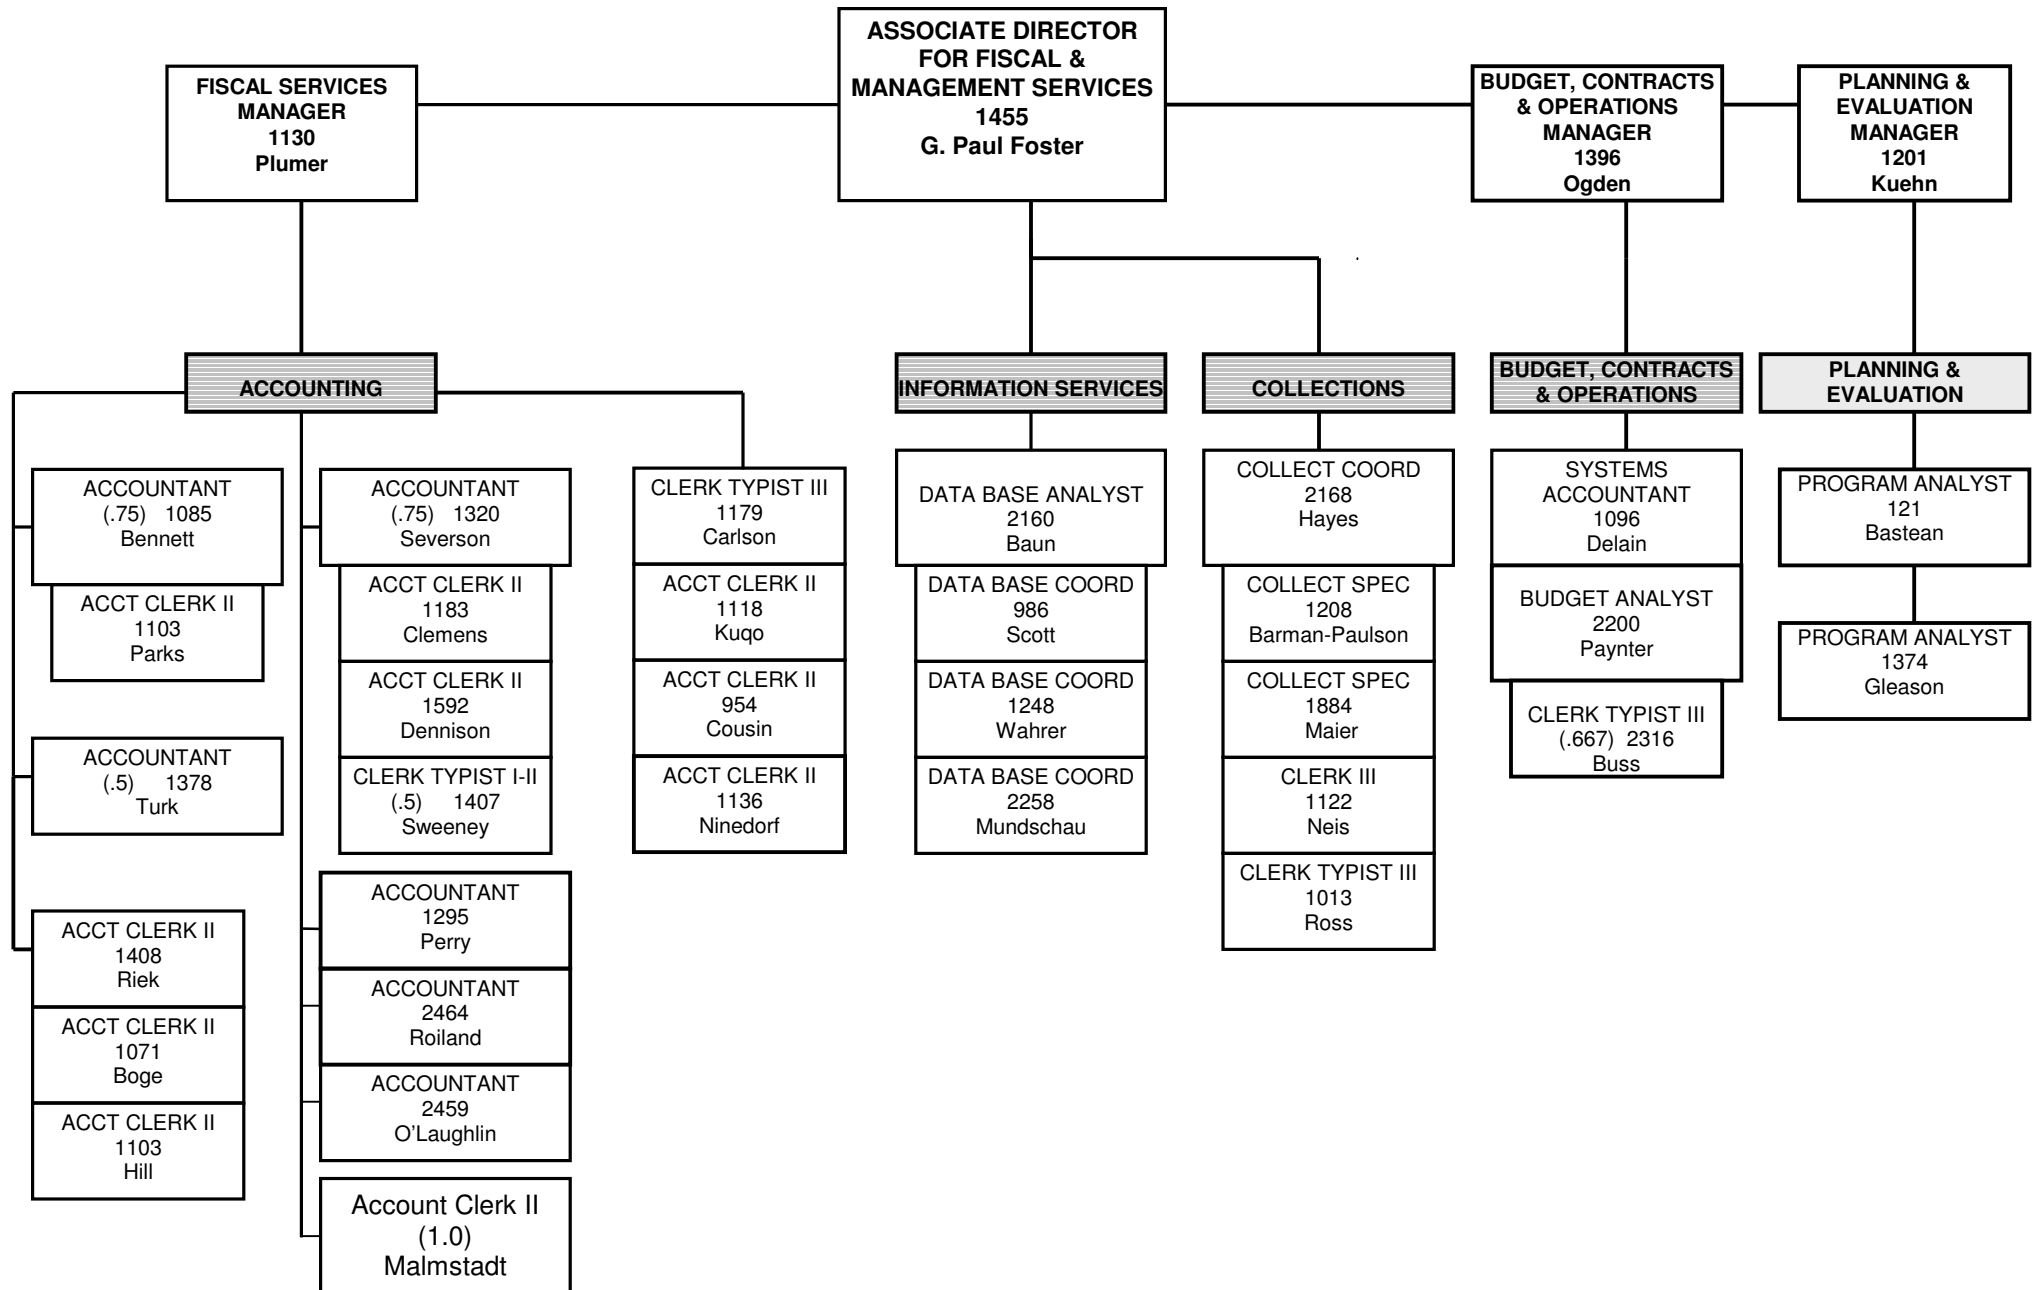 ASSOCIATE DIRECTOR
FOR FISCAL &
MANAGEMENT SERVICES
1455
G. Paul Foster
FISCAL SERVICES
MANAGER
1130
Plumer
BUDGET, CONTRACTS
& OPERATIONS
MANAGER
1396
Ogden
PLANNING &
EVALUATION
MANAGER
1201
Kuehn
ACCOUNTING
INFORMATION SERVICES
COLLECTIONS
BUDGET, CONTRACTS
& OPERATIONS
PLANNING &
EVALUATION
ACCOUNTANT
(.75) 1085
Bennett
ACCT CLERK II
1103
Parks
ACCOUNTANT
(.5) 1378
Turk
ACCT CLERK II
1408
Riek
ACCT CLERK II
1071
Boge
ACCT CLERK II
1103
Hill
ACCOUNTANT
(.75) 1320
Severson
ACCT CLERK II
1183
Clemens
ACCT CLERK II
1592
Dennison
CLERK TYPIST I-II
(.5) 1407
Sweeney
ACCOUNTANT
1295
Perry
ACCOUNTANT
2464
Roiland
ACCOUNTANT
2459
O'Laughlin
Account Clerk II
(1.0)
Malmstadt
CLERK TYPIST III
1179
Carlson
ACCT CLERK II
1118
Kuqo
ACCT CLERK II
954
Cousin
ACCT CLERK II
1136
Ninedorf
DATA BASE ANALYST
2160
Baun
DATA BASE COORD
986
Scott
DATA BASE COORD
1248
Wahrer
DATA BASE COORD
2258
Mundschau
COLLECT COORD
2168
Hayes
COLLECT SPEC
1208
Barman-Paulson
COLLECT SPEC
1884
Maier
CLERK III
1122
Neis
CLERK TYPIST III
1013
Ross
SYSTEMS
ACCOUNTANT
1096
Delain
BUDGET ANALYST
2200
Paynter
CLERK TYPIST III
(.667) 2316
Buss
PROGRAM ANALYST
121
Bastean
PROGRAM ANALYST
1374
Gleason